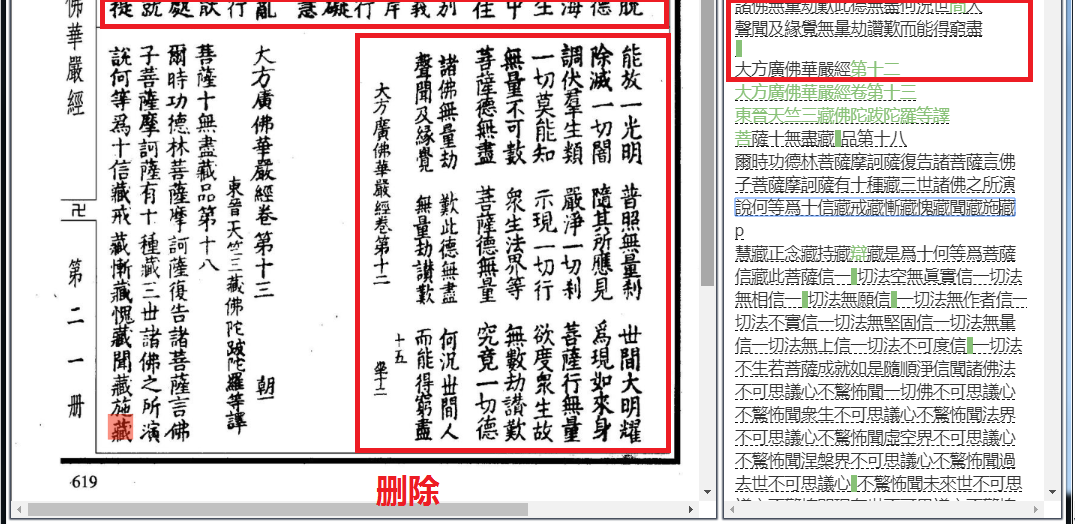 脫
德
海
生
中
住
別
義
岸
行
礙
慧
亂
行
處
就
提
能放一光明 普照無量刹 世間大明耀
除滅一切闇 隨其所應見 爲現如來身
調伏羣生類 嚴淨一切刹 菩薩行無量
一切莫能知 示現一切行 欲度衆生故
無量不可數 衆生法界等 無數劫讃歎
菩薩德無盡 菩薩德無量 究竟一切德
諸佛無量劫 歎此德無盡 何況世間人
聲聞及緣覺 無量劫讃歎 而能得窮盡
十五
大方廣佛華嚴經卷第十二
大方廣佛華嚴經卷第十三 朝一
東晉天竺三藏佛陀跋陀羅等譯
菩薩十無盡藏品第十八
爾時功德林菩薩摩訶薩復告諸菩薩言佛
子菩薩摩訶薩有十種藏三世諸佛之所演
說何等爲十信藏戒藏慚藏愧藏聞藏施藏
佛華嚴經
卍
第二一册
619
删除
諸佛無量劫歎此德無盡何況世間人
聲聞及緣覺無量劫讚歎而能得窮盡
大方廣佛華嚴經第十二
大方廣佛華嚴經卷第十三
東晉天竺三藏佛陀跋陀羅等譯
菩薩十無盡藏品第十八
爾時功德林菩薩摩訶薩復告諸菩薩言佛
子菩薩摩訶薩有十種藏三世諸佛之所演
說何等爲十信藏戒藏慚藏愧藏聞藏施藏
p
慧藏正念藏持藏辯藏是爲十何等爲菩薩
信藏此菩薩信一切法空無眞實信一切法
無相信一切法無願信一切法無作者信一
切法不實信一切法無堅固信一切法無量
信一切法無上信一切法不可度信一切法
不生若菩薩成就如是隨順淨信聞諸佛法
不可思議心不驚怖聞一切佛不可思議心
不驚怖聞衆生不可思議心不驚怖聞法界
不可思議心不驚怖聞虛空界不可思議心
不驚怖聞涅槃界不可思議心不驚怖聞過
去世不可思議心不驚怖聞未來世不可思